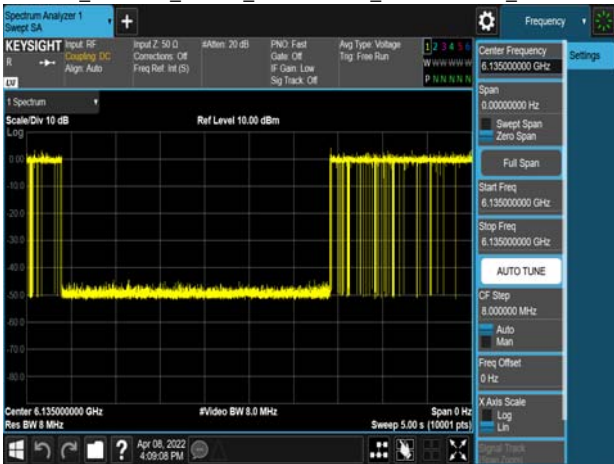 Spectrum Analyzer 1
Swept SA
+
Frequency
KEYSIGHT
R
LXI
Input: RF
Coupling: DC
Align: Auto
Input Z: 50 Ω
Corrections: Off
Freq Ref: Int (S)
#Atten: 20 dB
PNO: Fast
Gate: Off
IF Gain: Low
Sig Track: Off
Avg Type: Voltage
Trig: Free Run
1 2 3 4 5 6
W W W W W W
P N N N N N
Center Frequency
6.135000000 GHz
Settings
Span
0.00000000 Hz
Swept Span
Zero Span
Full Span
Start Freq
6.135000000 GHz
Stop Freq
6.135000000 GHz
AUTO TUNE
CF Step
8.000000 MHz
Auto
Man
Freq Offset
0 Hz
X Axis Scale
Log
Lin
Signal Track
(Span Zoom)
1 Spectrum
Scale/Div 10 dB
Ref Level 10.00 dBm
Log
0.00
-10.0
-20.0
-30.0
-40.0
-50.0
-60.0
-70.0
-80.0
Center 6.135000000 GHz
#Video BW 8.0 MHz
Span 0 Hz
Res BW 8 MHz
Sweep 5.00 s (10001 pts)
?
Apr 08, 2022
4:09:08 PM